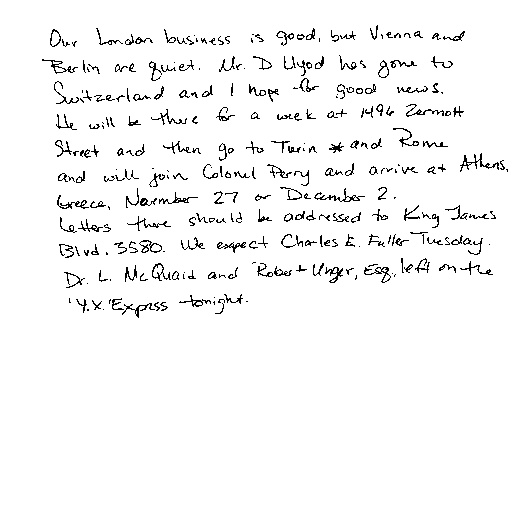 Our London business is good, but Vienna and
Berlin are quiet. Mr. D Llyod has gone to
Switzerland and I hope for good news.
He will be there for a week at 1496 Zermott
Street and then go to Turin and Rome
and will join Colonel Perry and arrive at Athens,
Greece, November 27 or December 2.
Letters there should be addressed to King James
Blvd. 3580. We expect Charles E. Fuller Tuesday.
Dr. L. McQuaid and Robert Unger, Esq., left on the
"Y.X." Express tonight.